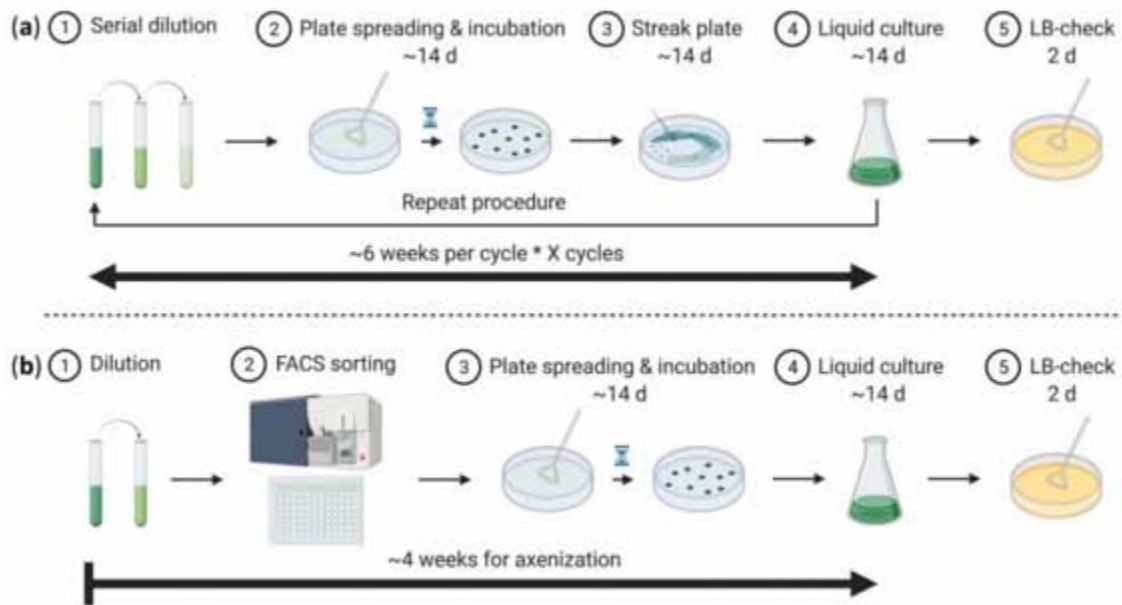 (a) 1 Serial dilution 2 Plate spreading & incubation 3 Streak plate 4 Liquid culture 5 LB-check
~14 d ~14 d ~14 d 2 d
Repeat procedure
~6 weeks per cycle * X cycles
(b) 1 Dilution 2 FACS sorting 3 Plate spreading & incubation 4 Liquid culture 5 LB-check
~14 d ~14 d 2 d
~4 weeks for axenization